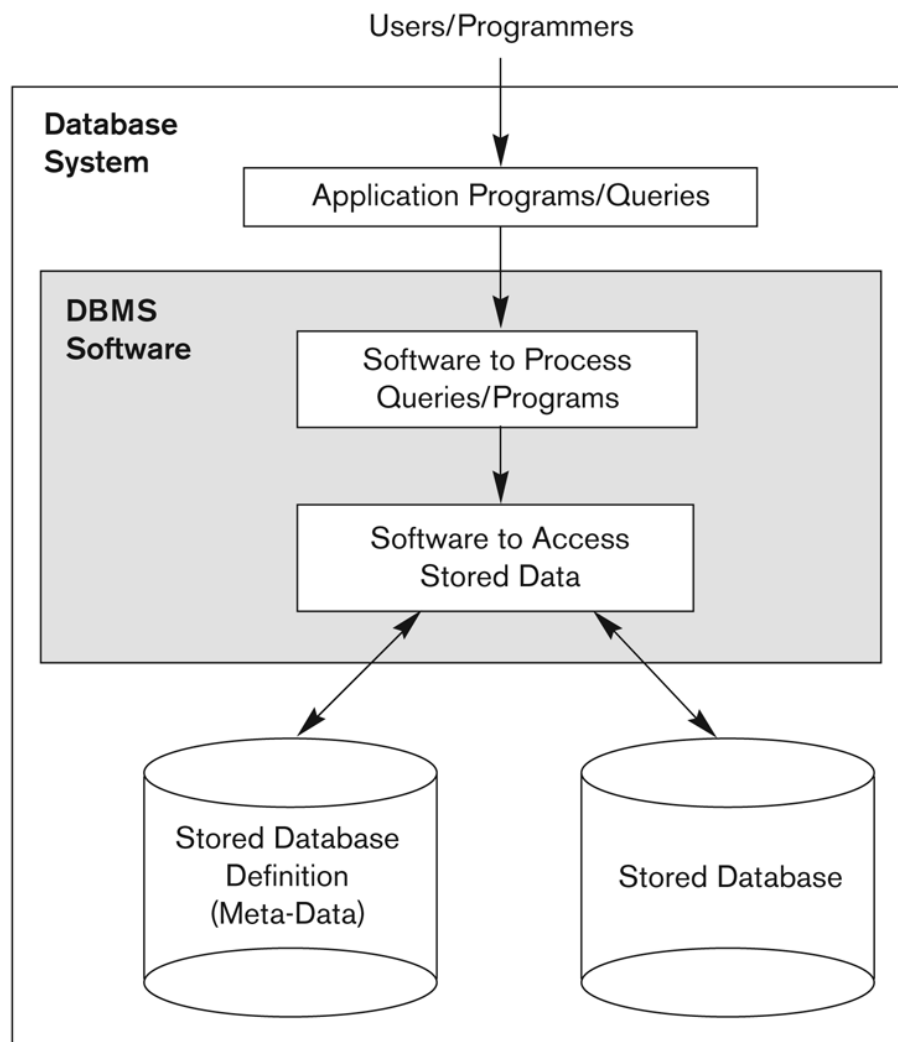 Users/Programmers
Database
System
Application Programs/Queries
DBMS
Software
Software to Process
Queries/Programs
Software to Access
Stored Data
Stored Database
Definition
(Meta-Data)
Stored Database